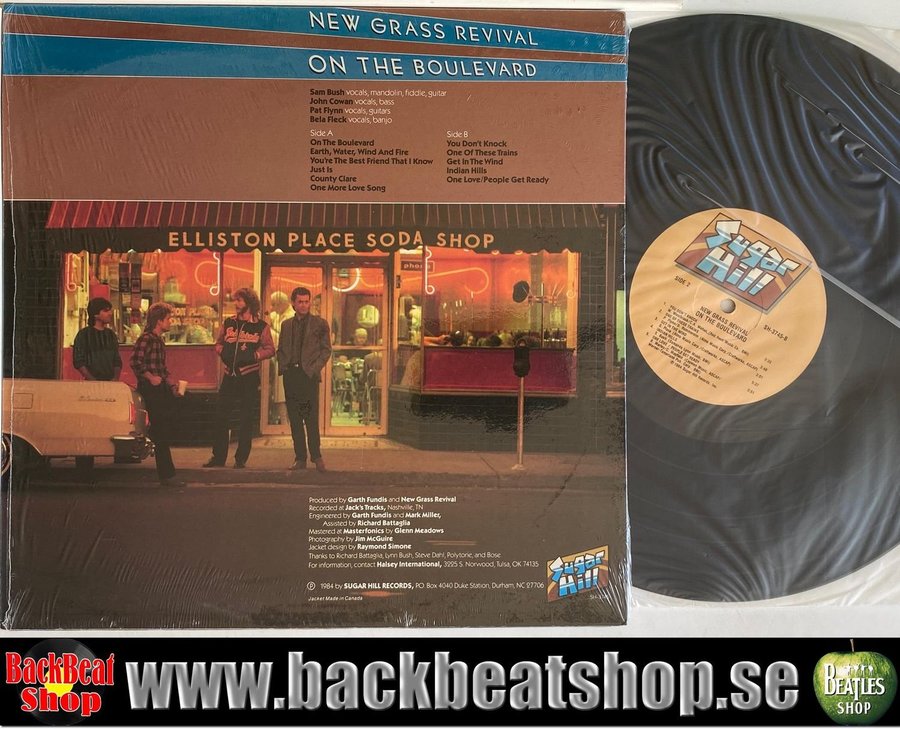 NEW GRASS REVIVAL
ON THE BOULEVARD
Sam Bush vocals, mandolin, fiddle, guitar
John Cowan vocals, bass
Pat Flynn vocals, guitars
Bela Fleck vocals, banjo
Side A
On The Boulevard
Earth, Water, Wind And Fire
You're The Best Friend That I Know
Just Is
County Clare
One More Love Song
Side B
You Don't Knock
One Of These Trains
Get In The Wind
Indian Hills
One Love/People Get Ready
ELLISTON PLACE SODA SHOP
phone
Produced by Garth Fundis and New Grass Revival
Recorded at Jack's Tracks, Nashville, TN
Engineered by Garth Fundis and Mark Miller,
Assisted by Richard Battaglia
Mastered at Masterfonics by Glenn Meadows
Photography by Jim McGuire
Jacket design by Raymond Simone
Thanks to Richard Battaglia, Lynn Bush, Steve Dahl, Polytone, and Bose
For information, contact Halsey International, 3225 S. Norwood, Tulsa, OK 74135
℗ 1984 by SUGAR HILL RECORDS, P.O. Box 4040 Duke Station, Durham, NC 27706
Jacket Made in Canada
Sugar
Hill
Sugar
Hill
SIDE 2
SH-3745-B
NEW GRASS REVIVAL
ON THE BOULEVARD
BackBeat
Shop
www.backbeatshop.se
BEATLES
SHOP